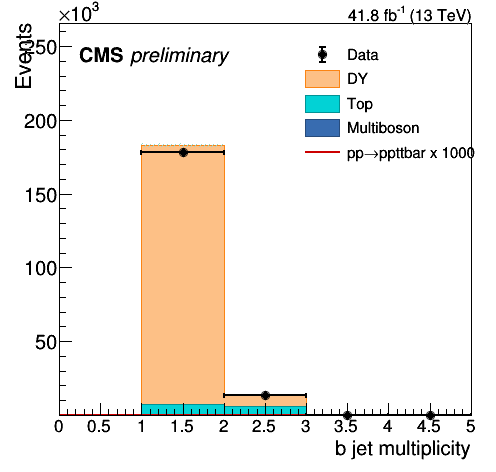 ×10³
41.8 fb⁻¹ (13 TeV)
Events
CMS preliminary
Data
DY
Top
Multiboson
pp→ppttbar x 1000
250
200
150
100
50
0 0.5 1 1.5 2 2.5 3 3.5 4 4.5 5
b jet multiplicity